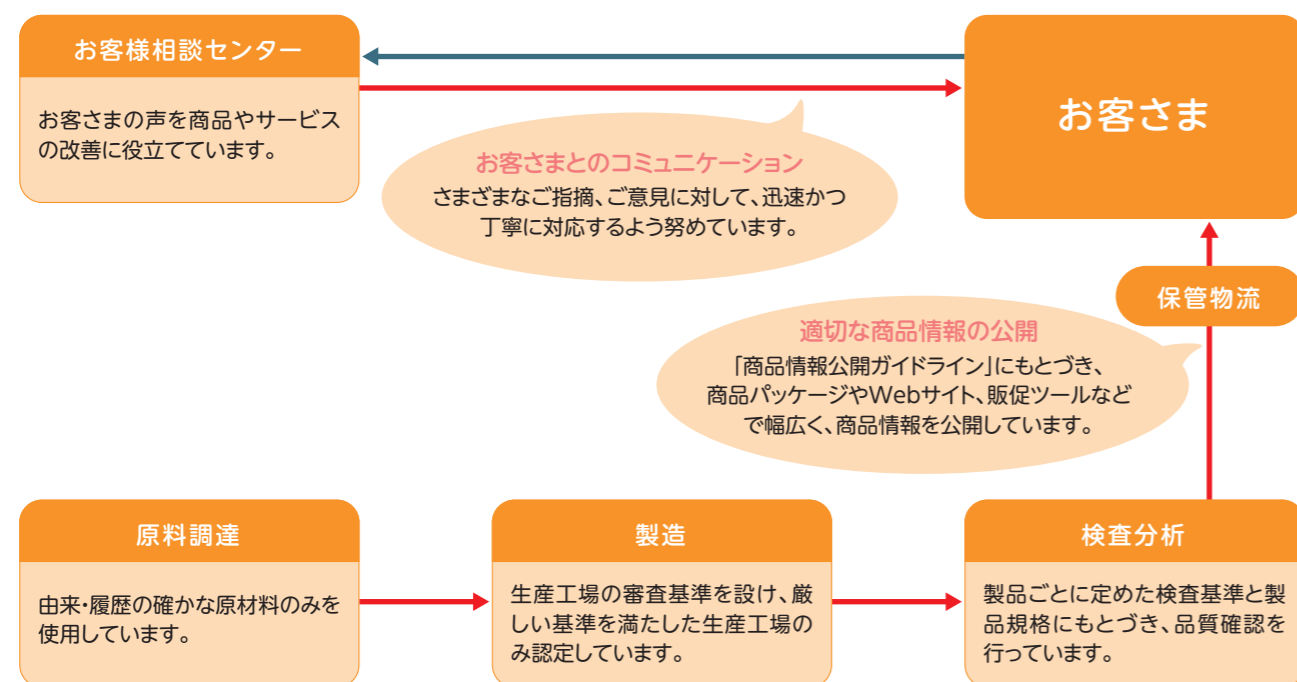 お客様相談センター
お客さまの声を商品やサービス
の改善に役立てています。
お客さま
お客さまとのコミュニケーション
さまざまなご指摘、ご意見に対して、迅速かつ
丁寧に対応するよう努めています。
保管物流
適切な商品情報の公開
「商品情報公開ガイドライン」にもとづき、
商品パッケージやWebサイト、販促ツールなど
で幅広く、商品情報を公開しています。
原料調達
由来・履歴の確かな原材料のみを
使用しています。
製造
生産工場の審査基準を設け、厳
しい基準を満たした生産工場の
み認定しています。
検査分析
製品ごとに定めた検査基準と製
品規格にもとづき、品質確認を
行っています。